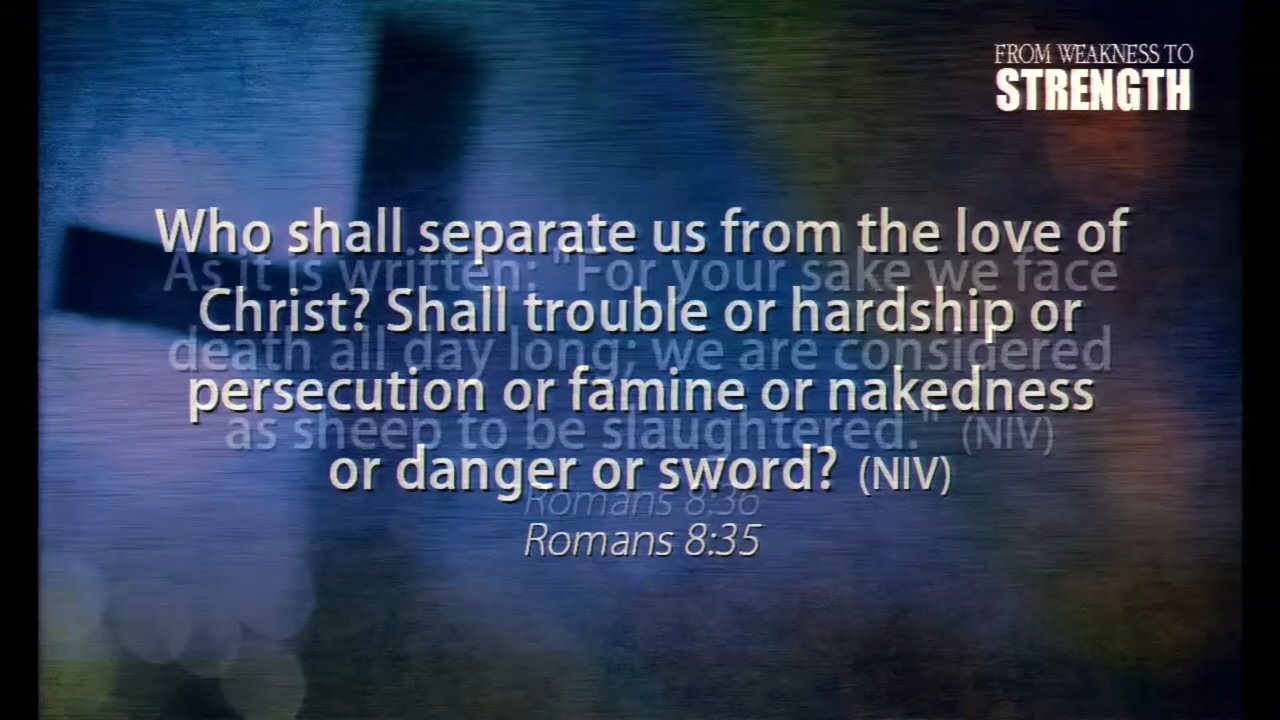 FROM WEAKNESS TO
STRENGTH
Who shall separate us from the love of
Christ? Shall trouble or hardship or
persecution or famine or nakedness
or danger or sword? (NIV)
Romans 8:35
As it is written: "For your sake we face
death all day long; we are considered
as sheep to be slaughtered." (NIV)
Romans 8:36